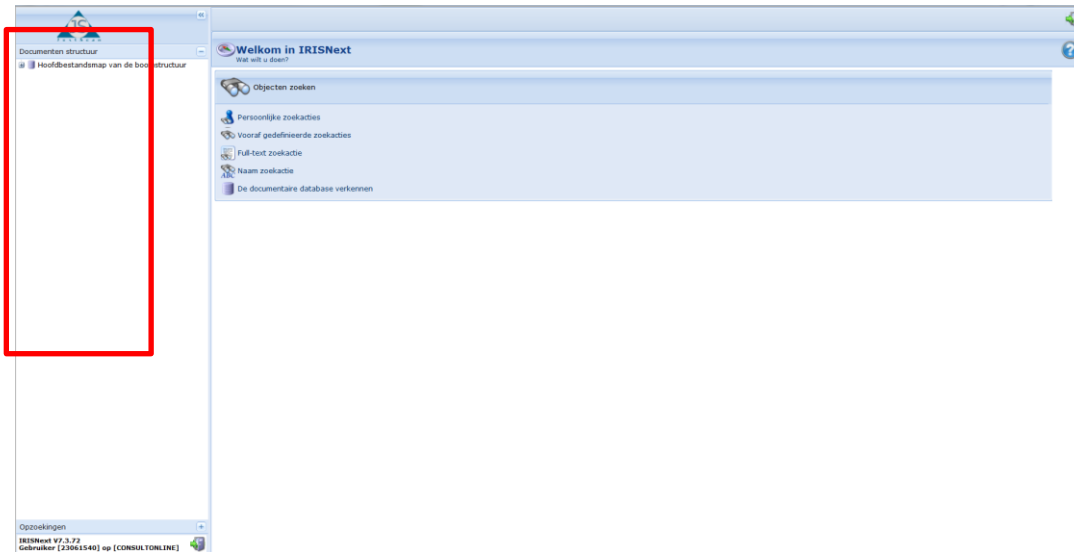 Documenten structuur
Hoofdbestandsmap van de boomstructuur
Welkom in IRISNext
Wat wilt u doen?
Objecten zoeken
Persoonlijke zoekacties
Vooraf gedefinieerde zoekacties
Full-text zoekactie
Naam zoekactie
De documentaire database verkennen
Opzoekingen
IRISNext V7.3.72
Gebruiker [23061540] op [CONSULTONLINE]